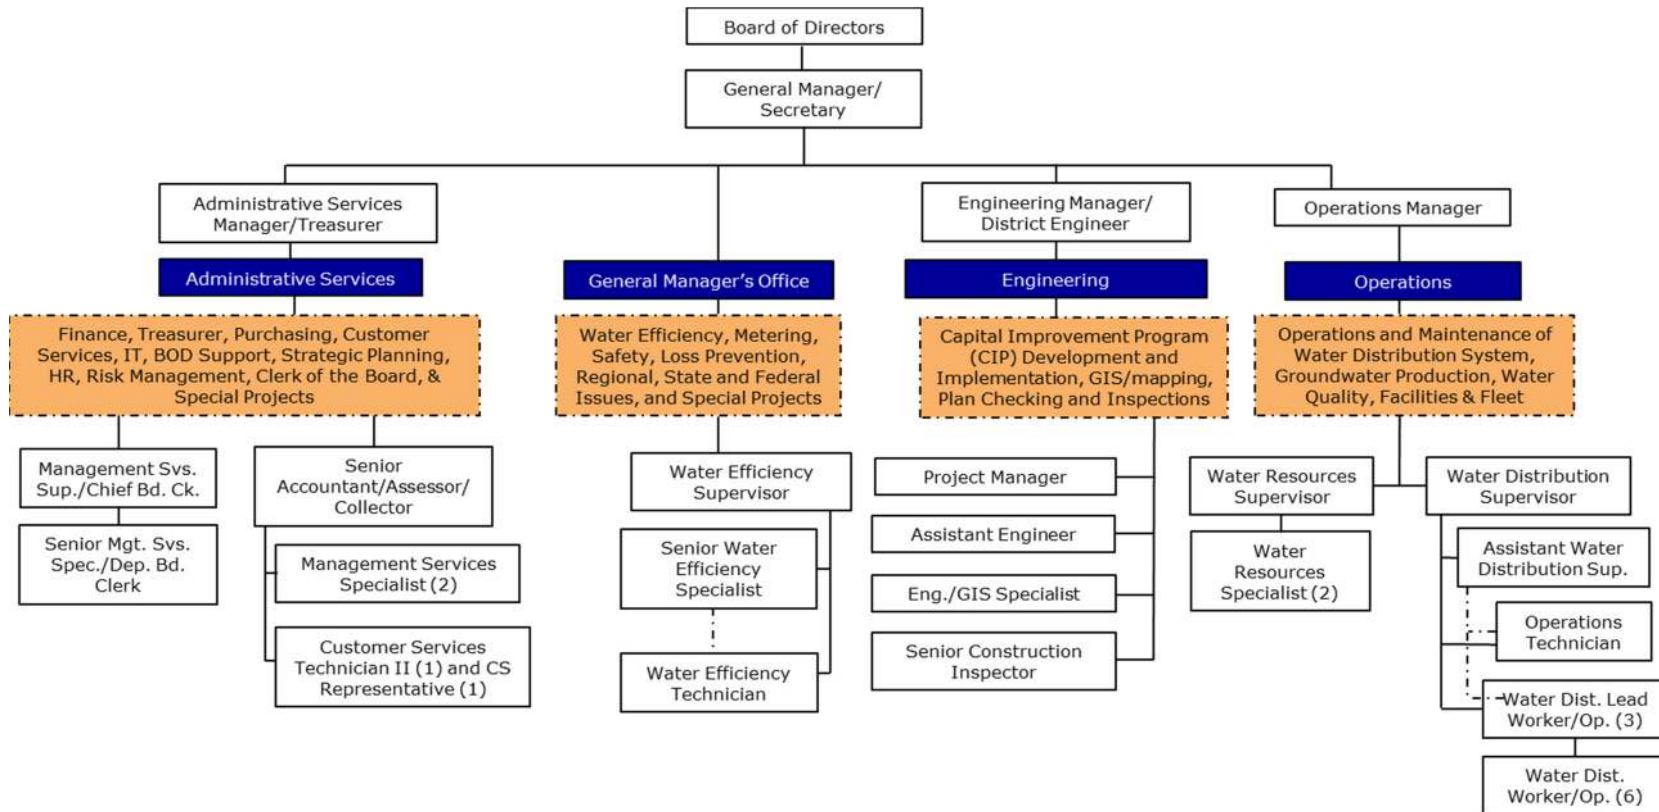 Board of Directors
General Manager/
Secretary
Administrative Services
Manager/Treasurer
Engineering Manager/
District Engineer
Operations Manager
Administrative Services
General Manager's Office
Engineering
Operations
Finance, Treasurer, Purchasing, Customer
Services, IT, BOD Support, Strategic Planning,
HR, Risk Management, Clerk of the Board, &
Special Projects
Water Efficiency, Metering,
Safety, Loss Prevention,
Regional, State and Federal
Issues, and Special Projects
Capital Improvement Program
(CIP) Development and
Implementation, GIS/mapping,
Plan Checking and Inspections
Operations and Maintenance of
Water Distribution System,
Groundwater Production, Water
Quality, Facilities & Fleet
Management Svs.
Sup./Chief Bd. Ck.
Senior Mgt. Svs.
Spec./Dep. Bd.
Clerk
Senior
Accountant/Assessor/
Collector
Management Services
Specialist (2)
Customer Services
Technician II (1) and CS
Representative (1)
Water Efficiency
Supervisor
Senior Water
Efficiency
Specialist
Water Efficiency
Technician
Project Manager
Assistant Engineer
Eng./GIS Specialist
Senior Construction
Inspector
Water Resources
Supervisor
Water
Resources
Specialist (2)
Water Distribution
Supervisor
Assistant Water
Distribution Sup.
Operations
Technician
Water Dist. Lead
Worker/Op. (3)
Water Dist.
Worker/Op. (6)